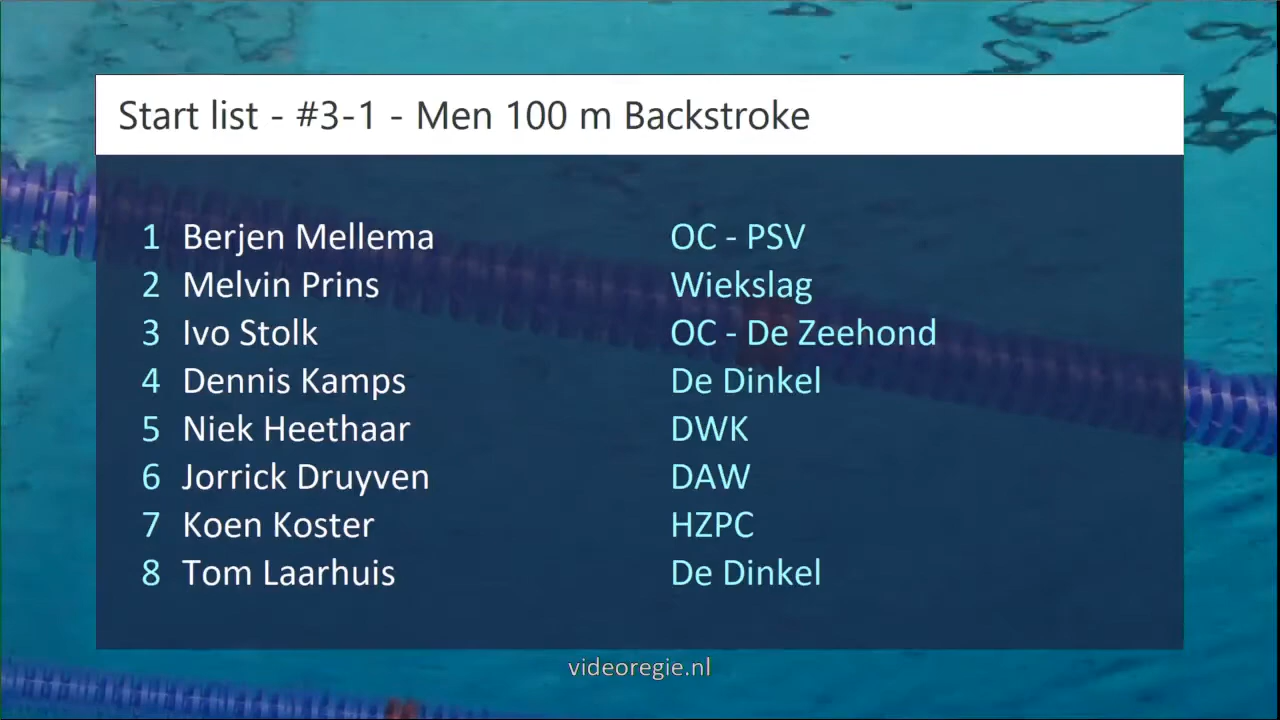 Start list - #3-1 - Men 100 m Backstroke
1 Berjen Mellema OC - PSV
2 Melvin Prins Wiekslag
3 Ivo Stolk OC - De Zeehond
4 Dennis Kamps De Dinkel
5 Niek Heethaar DWK
6 Jorrick Druyven DAW
7 Koen Koster HZPC
8 Tom Laarhuis De Dinkel
videoregie.nl